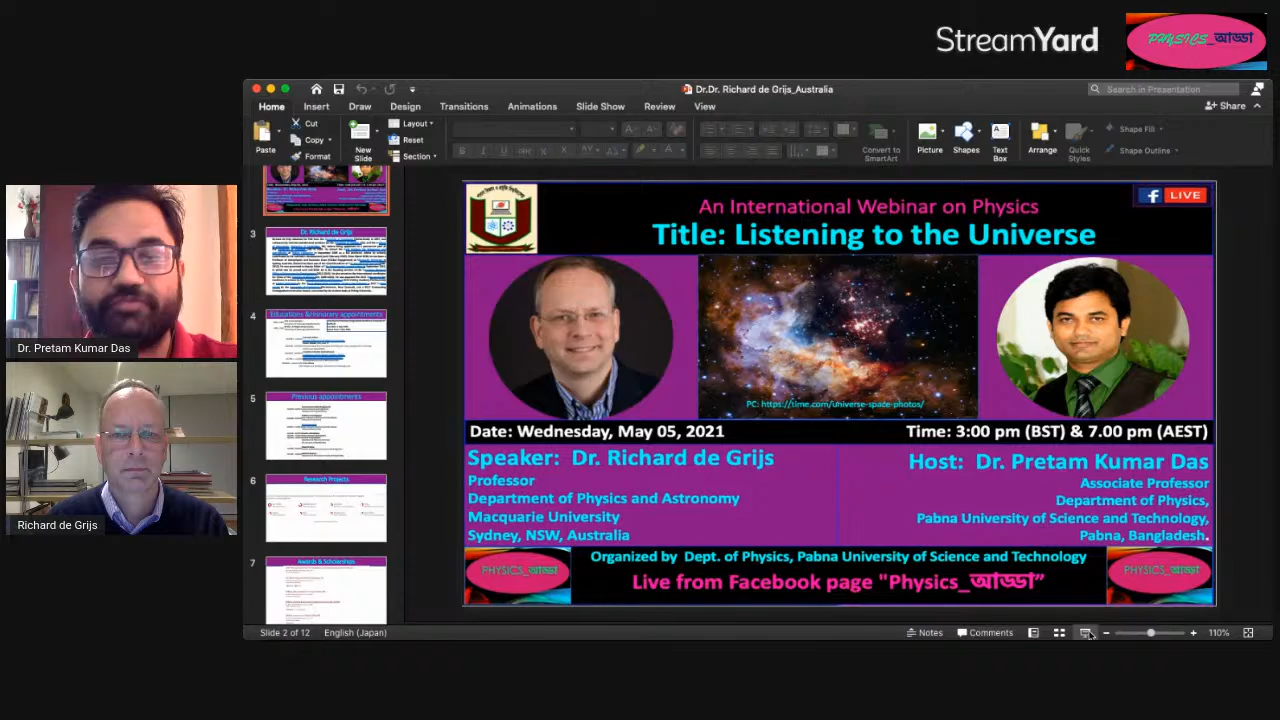 StreamYard
PHYSICS_আড্ডা
Dr.Dr. Richard de Grijs_Australia
Search in Presentation
Home
Insert
Draw
Design
Transitions
Animations
Slide Show
Review
View
Share
Paste
Cut
Copy
Format
New
Slide
Layout
Reset
Section
Convert to
SmartArt
Picture
Shapes
Text
Box
Arrange
Quick
Styles
Shape Fill
Shape Outline
Dr. Pretam Kumar Das
Richard de Grijs
3
Dr. Richard de Grijs
4
5
Previous appointments
6
Research Projects
7
Awards & Scholarships
LIVE
An International Webinar on Physics
Title: Listening to the Universe
PC: https://time.com/universe-space-photos/
Date: Wednesday, May 05, 2021
Time: 3:00 pm (BST) & 7.00 pm (AEST)
Speaker: Dr. Richard de Grijs
Professor
Department of Physics and Astronomy
Macquarie University
Sydney, NSW, Australia
Host: Dr. Pretam Kumar Das
Associate Professor
Department of Physics,
Pabna University of Science and Technology,
Pabna, Bangladesh.
Organized by Dept. of Physics, Pabna University of Science and Technology
Live from Facebook page "Physics_আড্ডা”
PHYSICS_আড্ডা
PHYSICS_আড্ডা
Slide 2 of 12
English (Japan)
Notes
Comments
110%